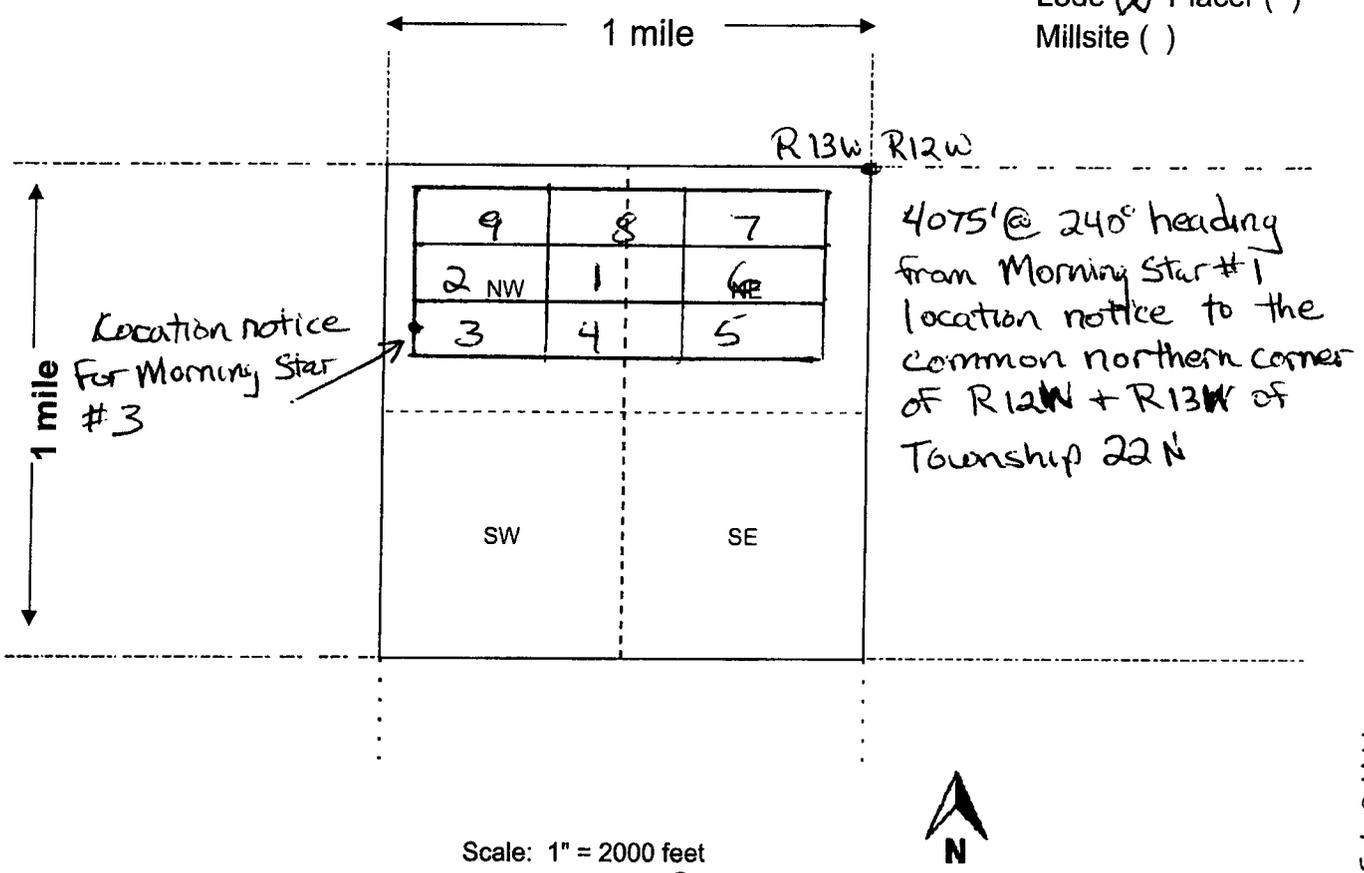 1 mile
Lode (X) Placer ( )
Millsite ( )
R13W R12W
9 8 7
2 NW 1 6 NE
3 4 5
Location notice
For Morning Star
#3
1 mile
4075' @ 240° heading
from Morning Star #1
location notice to the
common northern corner
of R12W + R13W of
Township 22 N
SW SE
Scale: 1" = 2000 feet
N